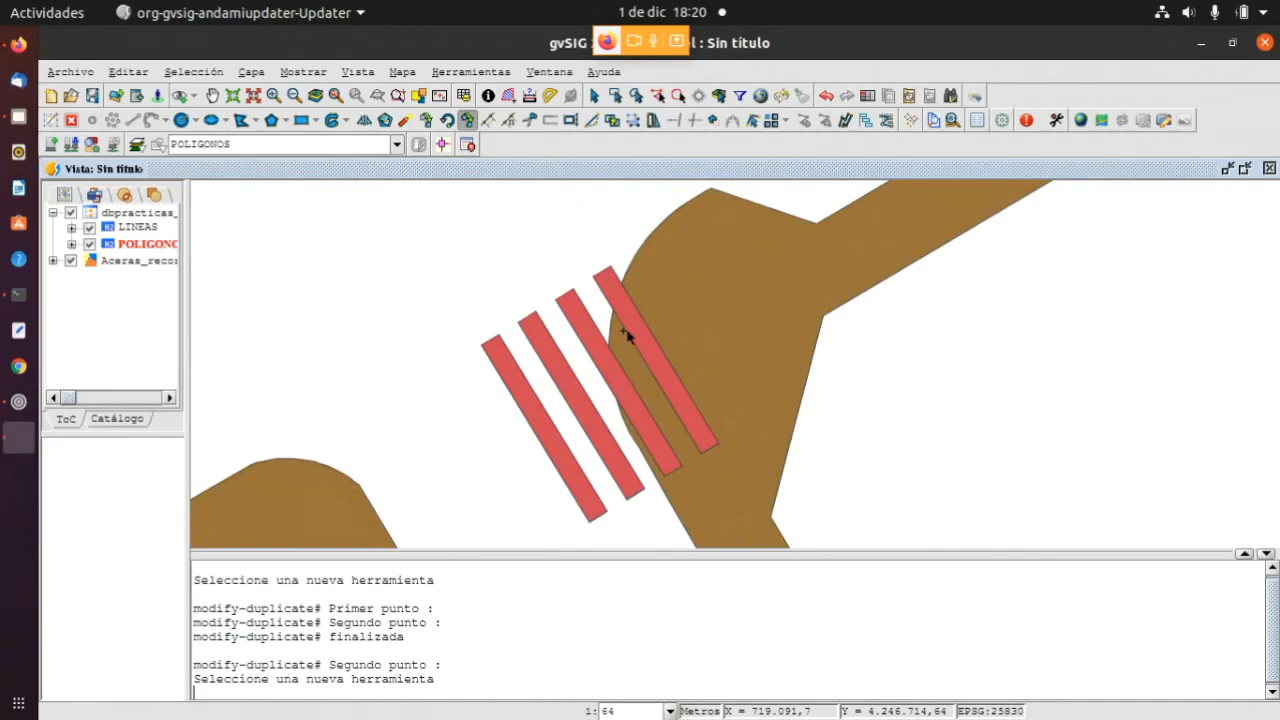 Actividades
org-gvsig-andamiupdater-Updater
1 de dic 18:20
gvSIG
el : Sin título
Archivo Editar Selección Capa Mostrar Vista Mapa Herramientas Ventana Ayuda
POLIGONOS
Vista: Sin título
dbpracticas_
LINEAS
POLIGONO
Aceras_reco
ToC Catálogo
Seleccione una nueva herramienta
modify-duplicate# Primer punto :
modify-duplicate# Segundo punto :
modify-duplicate# finalizada
modify-duplicate# Segundo punto :
Seleccione una nueva herramienta
1: 64 Metros X = 719.091,7 Y = 4.246.714,64 EPSG:25830